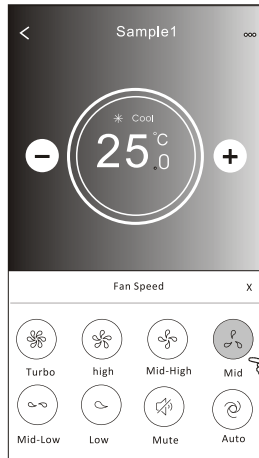 Sample1
Cool
25.0°C
Fan Speed X
Turbo high Mid-High Mid
Mid-Low Low Mute Auto